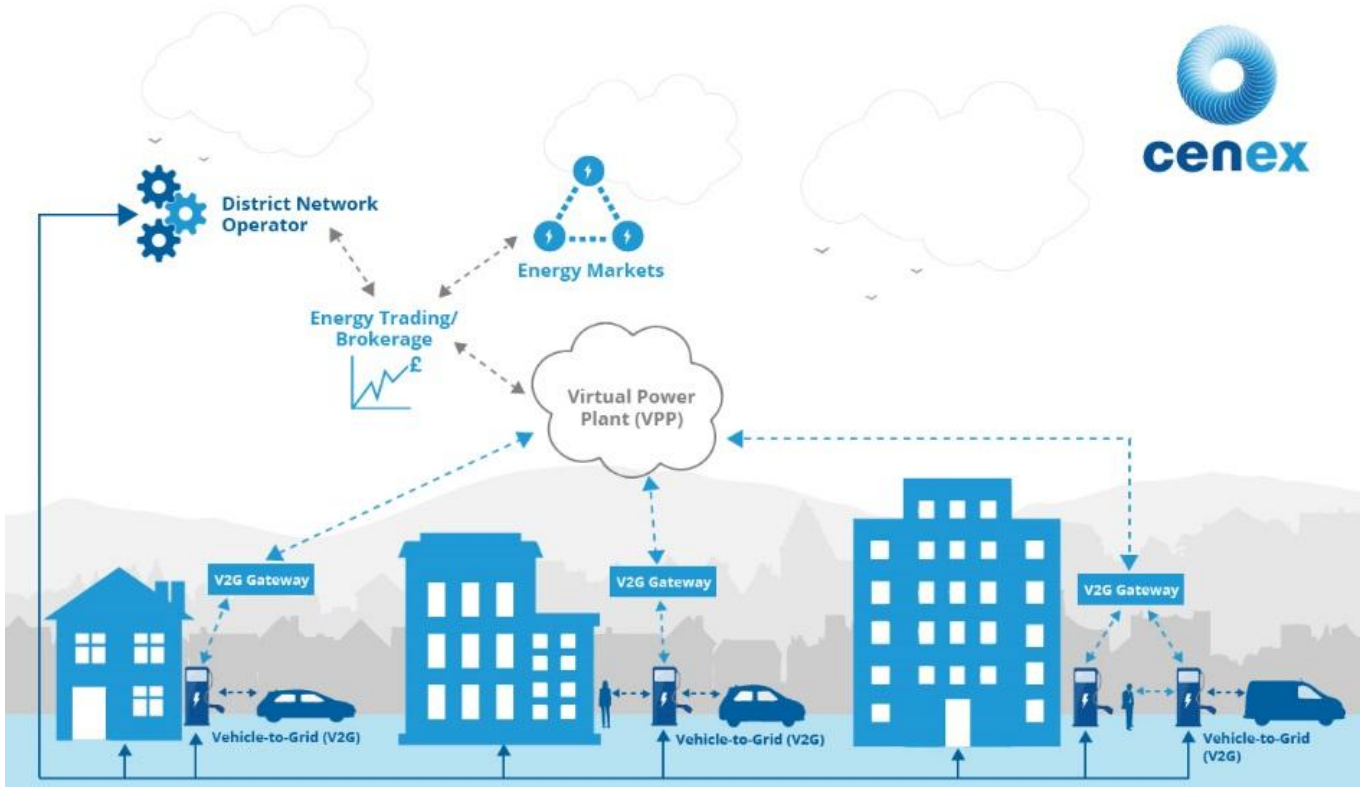 cenex
District Network
Operator
Energy Markets
Energy Trading/
Brokerage
£
Virtual Power
Plant (VPP)
V2G Gateway
V2G Gateway
V2G Gateway
Vehicle-to-Grid (V2G)
Vehicle-to-Grid (V2G)
Vehicle-to-Grid
(V2G)